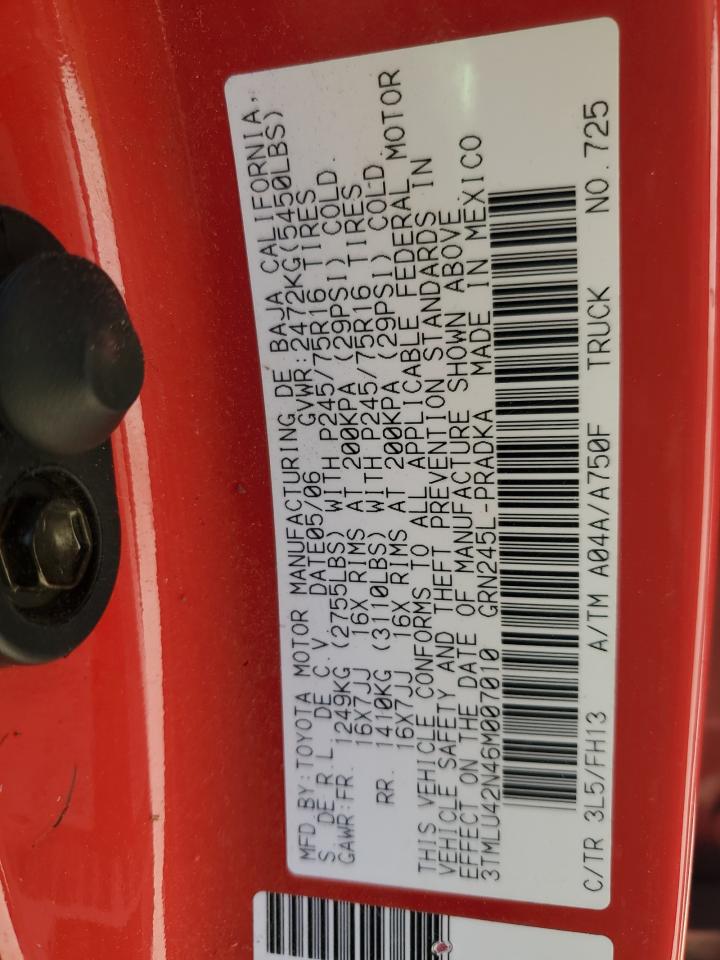 MFD BY:TOYOTA MOTOR MANUFACTURING DE BAJA CALIFORNIA,
S. DE R.L. DE C.V. DATE05/06 GVWR:2472KG(5450LBS)
GAWR:FR. 1249KG (2755LBS) WITH P245/75R16 TIRES
16X7JJ 16X RIMS AT 200KPA (29PSI) COLD.
RR. 1410KG (3110LBS) WITH P245/75R16 TIRES
16X7JJ 16X RIMS AT 200KPA (29PSI) COLD.
THIS VEHICLE CONFORMS TO ALL APPLICABLE FEDERAL MOTOR
VEHICLE SAFETY AND THEFT PREVENTION STANDARDS IN
EFFECT ON THE DATE OF MANUFACTURE SHOWN ABOVE.
3TMLU42N46M007010 GRN245L-PRADKA MADE IN MEXICO
C/TR 3L5/FH13 A/TM A04A/A750F TRUCK NO.725